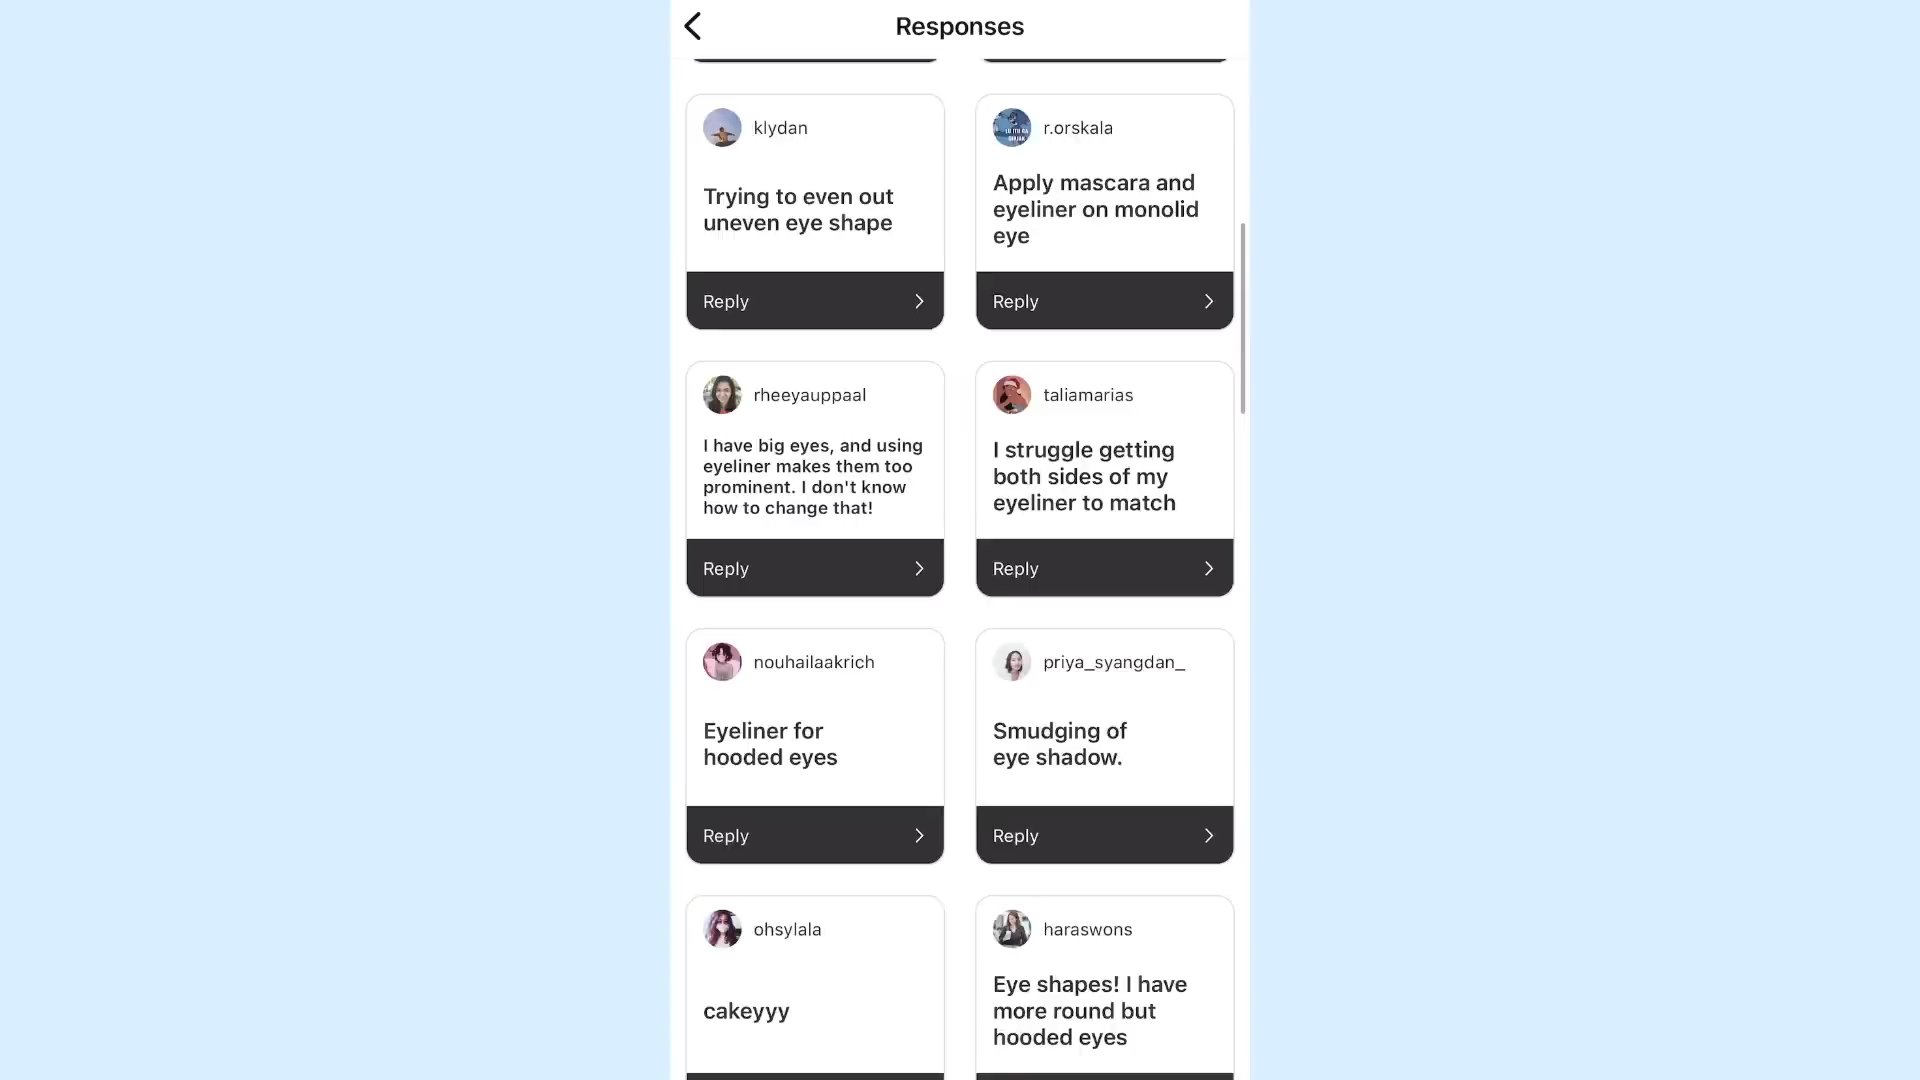 Responses
klydan
Trying to even out
uneven eye shape
Reply
r.orskala
Apply mascara and
eyeliner on monolid
eye
Reply
rheeyauppaal
I have big eyes, and using
eyeliner makes them too
prominent. I don't know
how to change that!
Reply
taliamarias
I struggle getting
both sides of my
eyeliner to match
Reply
nouhailaakrich
Eyeliner for
hooded eyes
Reply
priya_syangdan_
Smudging of
eye shadow.
Reply
ohsylala
cakeyyy
haraswons
Eye shapes! I have
more round but
hooded eyes